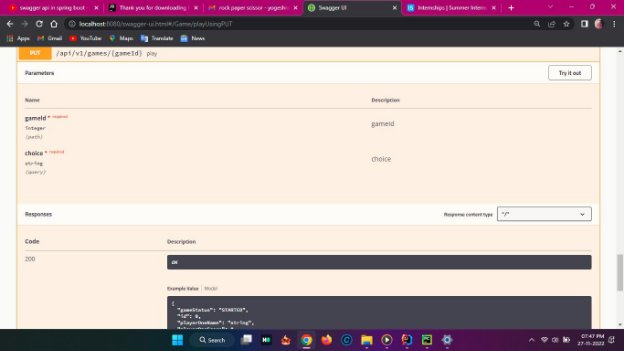 swagger api in spring boot
Thank you for downloading
rock paper scissor - yogesh
Swagger UI
Internships | Summer Intern
localhost:8080/swagger-ui.html#/Game/playUsingPUT
Apps
Gmail
YouTube
Maps
Translate
News
PUT /api/v1/games/{gameId} play
Parameters
Try it out
Name Description
gameId * required gameId
integer
(path)
choice * required choice
string
(query)
Responses Response content type "*/*"
Code Description
200 OK
Example Value | Model
{
"gameStatus": "STARTED",
"id": 0,
"playerOneName": "string",
Search
07:47 PM
27-11-2022